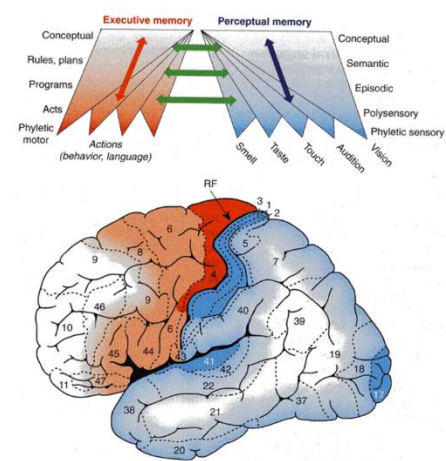 Executive memory
Perceptual memory
Conceptual
Rules, plans
Programs
Acts
Phyletic
motor
Actions
(behavior, language)
Conceptual
Semantic
Episodic
Polysensory
Phyletic sensory
Smell
Taste
Touch
Audition
Vision
RF
3
1
2
6
5
4
7
8
9
46
9
10
6
40
39
19
45
44
43
41
42
18
17
11
47
22
38
21
37
20